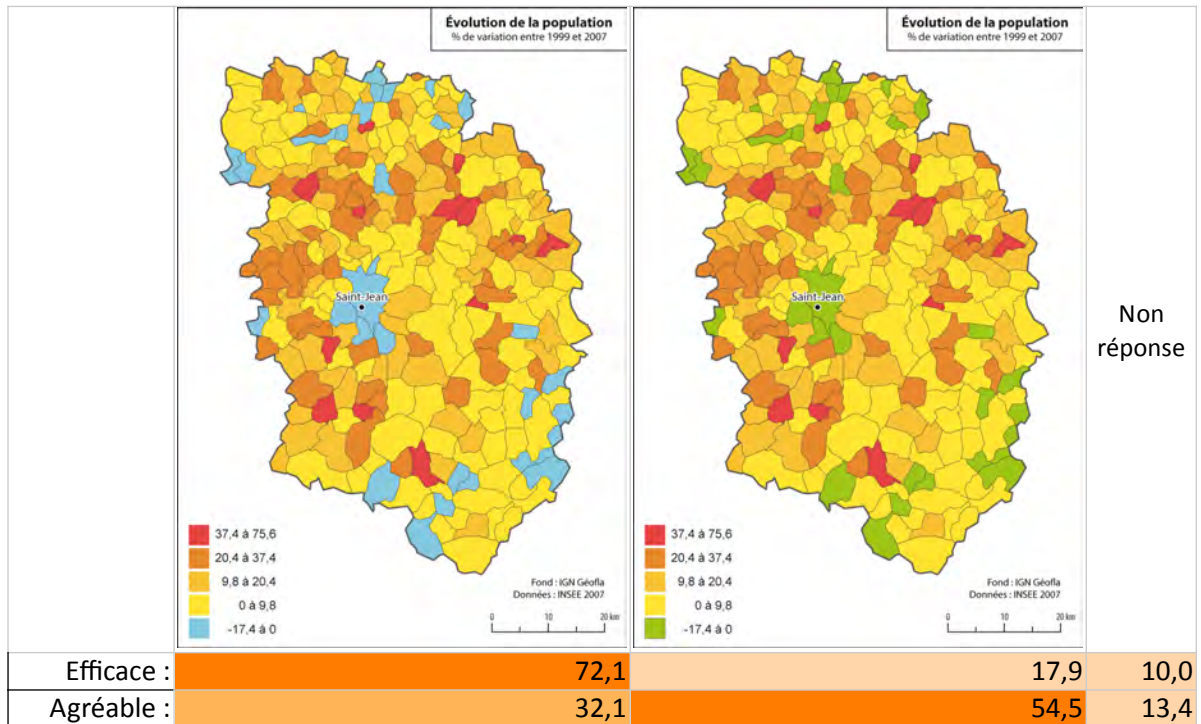 Évolution de la population
% de variation entre 1999 et 2007
Saint-Jean
37,4 à 75,6
20,4 à 37,4
9,8 à 20,4
0 à 9,8
-17,4 à 0
Fond : IGN Géofla
Données : INSEE 2007
0 10 20 km
Évolution de la population
% de variation entre 1999 et 2007
Saint-Jean
37,4 à 75,6
20,4 à 37,4
9,8 à 20,4
0 à 9,8
-17,4 à 0
Fond : IGN Géofla
Données : INSEE 2007
0 10 20 km
Non
réponse
Efficace : 72,1 17,9 10,0
Agréable : 32,1 54,5 13,4